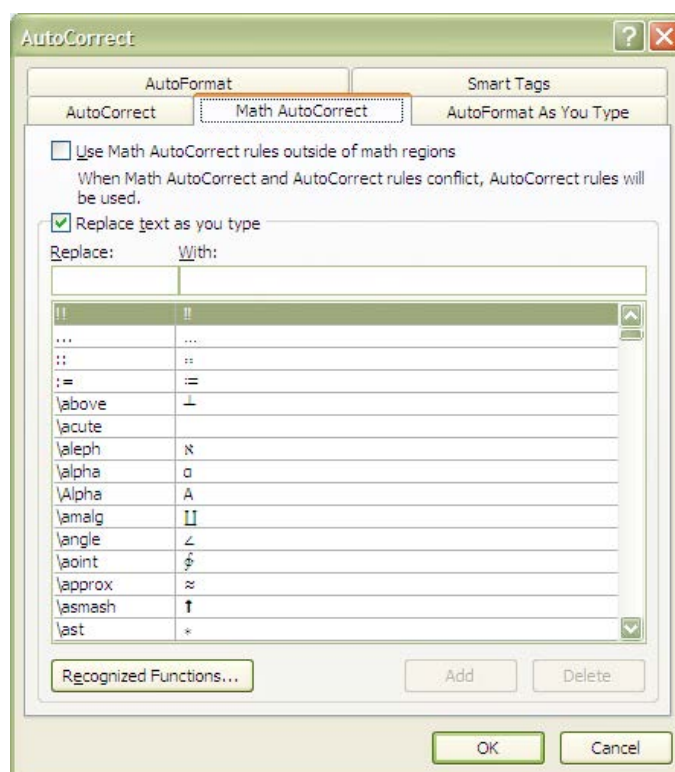 AutoCorrect
AutoFormat Smart Tags
AutoCorrect Math AutoCorrect AutoFormat As You Type
Use Math AutoCorrect rules outside of math regions
When Math AutoCorrect and AutoCorrect rules conflict, AutoCorrect rules will
be used.
Replace text as you type
Replace: With:
!! ‼
... …
:: ∷
:= ≔
\above ┴
\acute
\aleph ℵ
\alpha α
\Alpha Α
\amalg ∐
\angle ∠
\aoint ∳
\approx ≈
\asmash ⬆
\ast ∗
Recognized Functions... Add Delete
OK Cancel